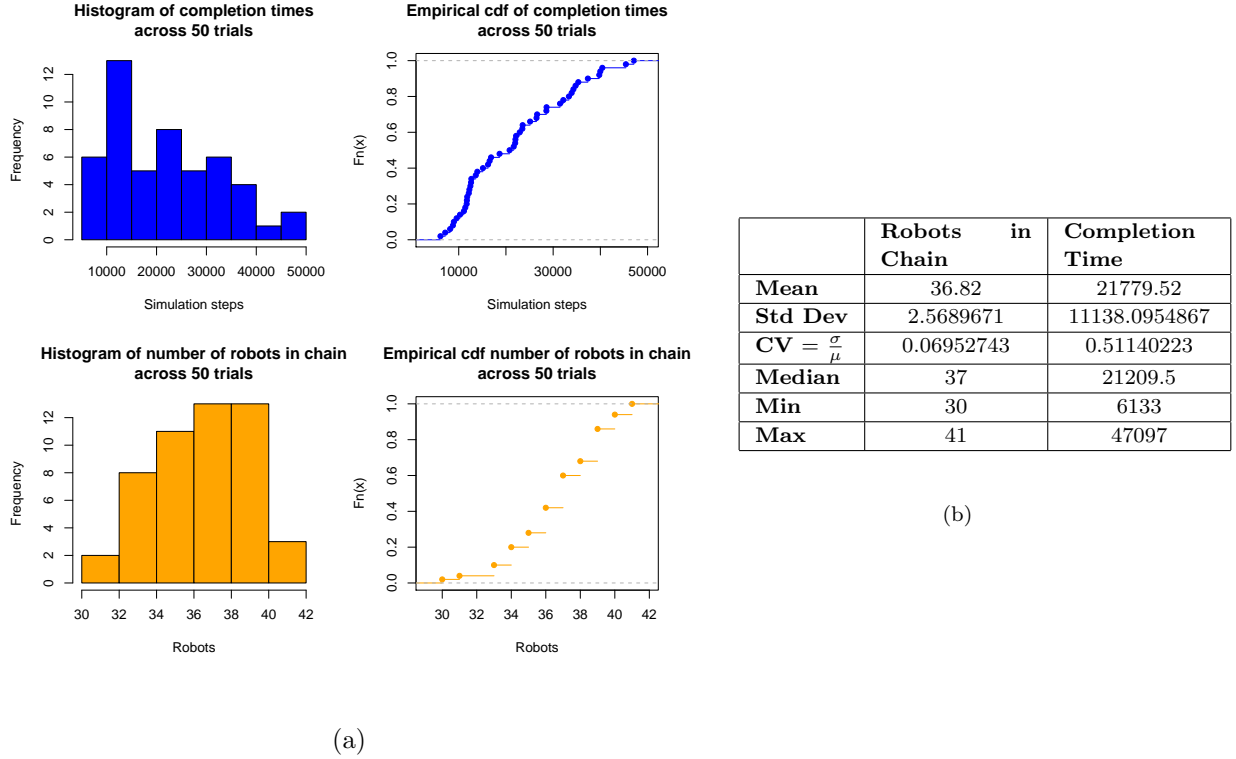 Histogram of completion times
across 50 trials
Frequency
0 2 4 6 8 10 12
10000 20000 30000 40000 50000
Simulation steps
Empirical cdf of completion times
across 50 trials
Fn(x)
0.0 0.2 0.4 0.6 0.8 1.0
10000 30000 50000
Simulation steps
Histogram of number of robots in chain
across 50 trials
Frequency
0 2 4 6 8 10 12
30 32 34 36 38 40 42
Robots
Empirical cdf number of robots in chain
across 50 trials
Fn(x)
0.0 0.2 0.4 0.6 0.8 1.0
30 32 34 36 38 40 42
Robots
(a)
Robots in Completion
Chain Time
Mean 36.82 21779.52
Std Dev 2.5689671 11138.0954867
CV = σ/μ 0.06952743 0.51140223
Median 37 21209.5
Min 30 6133
Max 41 47097
(b)